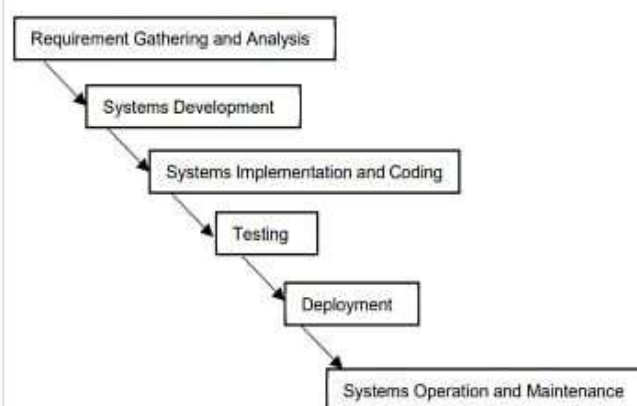 Requirement Gathering and Analysis
Systems Development
Systems Implementation and Coding
Testing
Deployment
Systems Operation and Maintenance